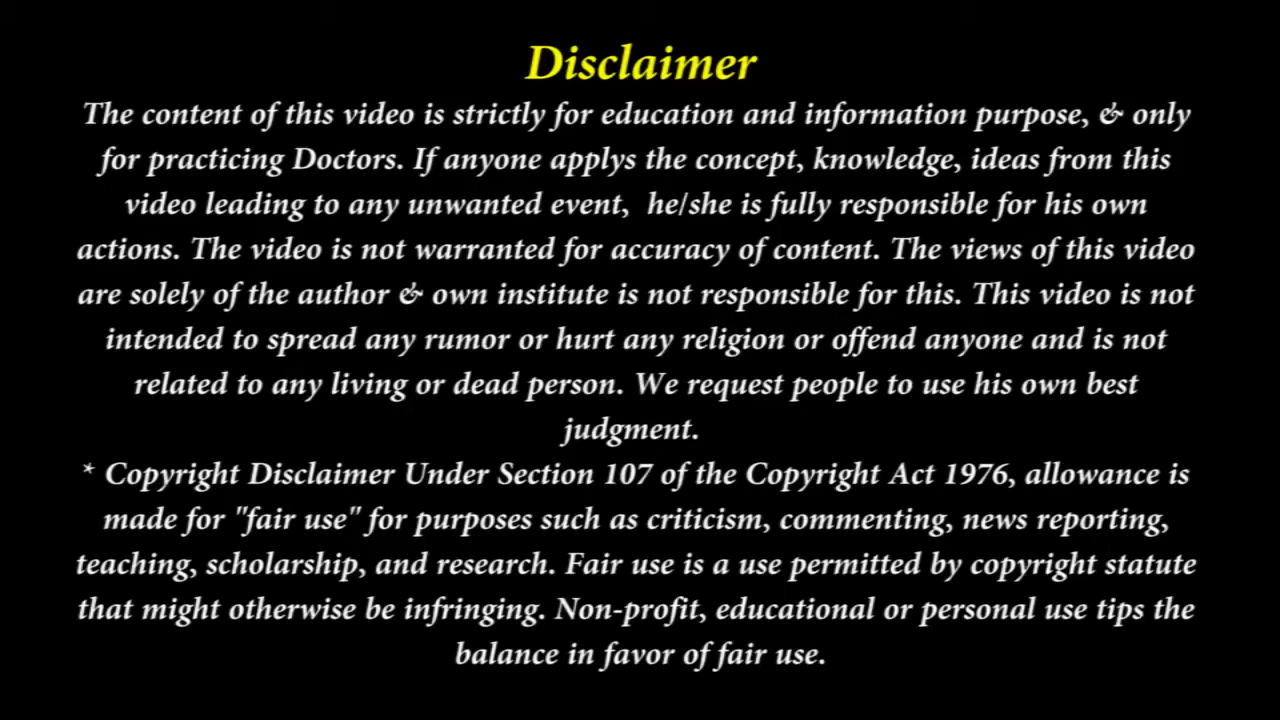 Disclaimer
The content of this video is strictly for education and information purpose, & only
for practicing Doctors. If anyone applys the concept, knowledge, ideas from this
video leading to any unwanted event,  he/she is fully responsible for his own
actions. The video is not warranted for accuracy of content. The views of this video
are solely of the author & own institute is not responsible for this. This video is not
intended to spread any rumor or hurt any religion or offend anyone and is not
related to any living or dead person. We request people to use his own best
judgment.
* Copyright Disclaimer Under Section 107 of the Copyright Act 1976, allowance is
made for "fair use" for purposes such as criticism, commenting, news reporting,
teaching, scholarship, and research. Fair use is a use permitted by copyright statute
that might otherwise be infringing. Non-profit, educational or personal use tips the
balance in favor of fair use.